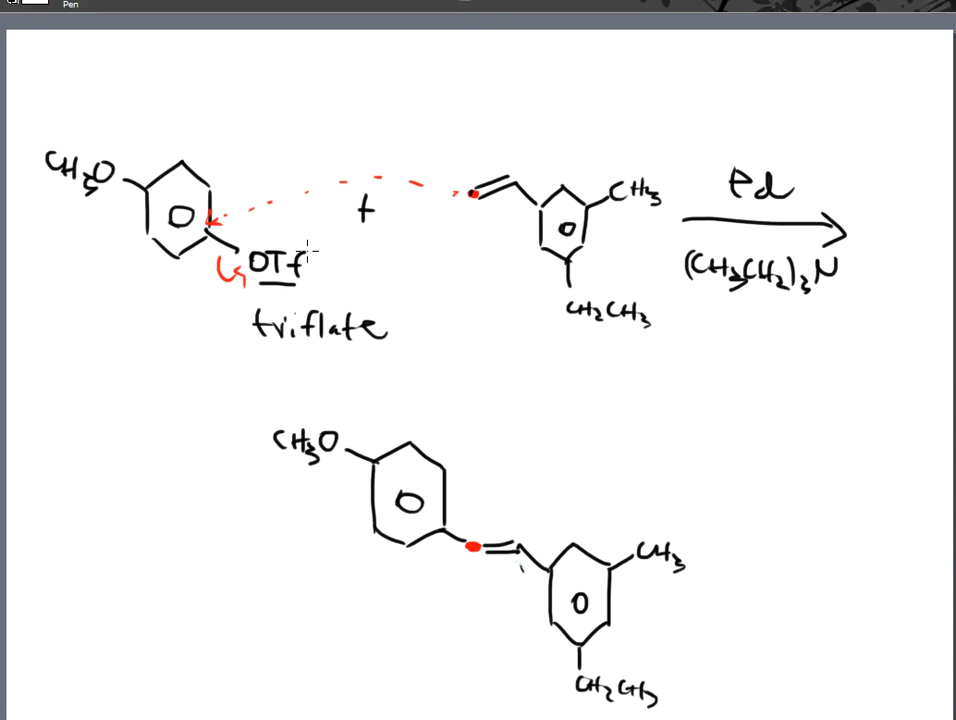 Pen
CH3O
+
CH3
Pd
OTf
(CH3CH2)3N
triflate
CH2CH3
CH3O
CH3
CH2CH3